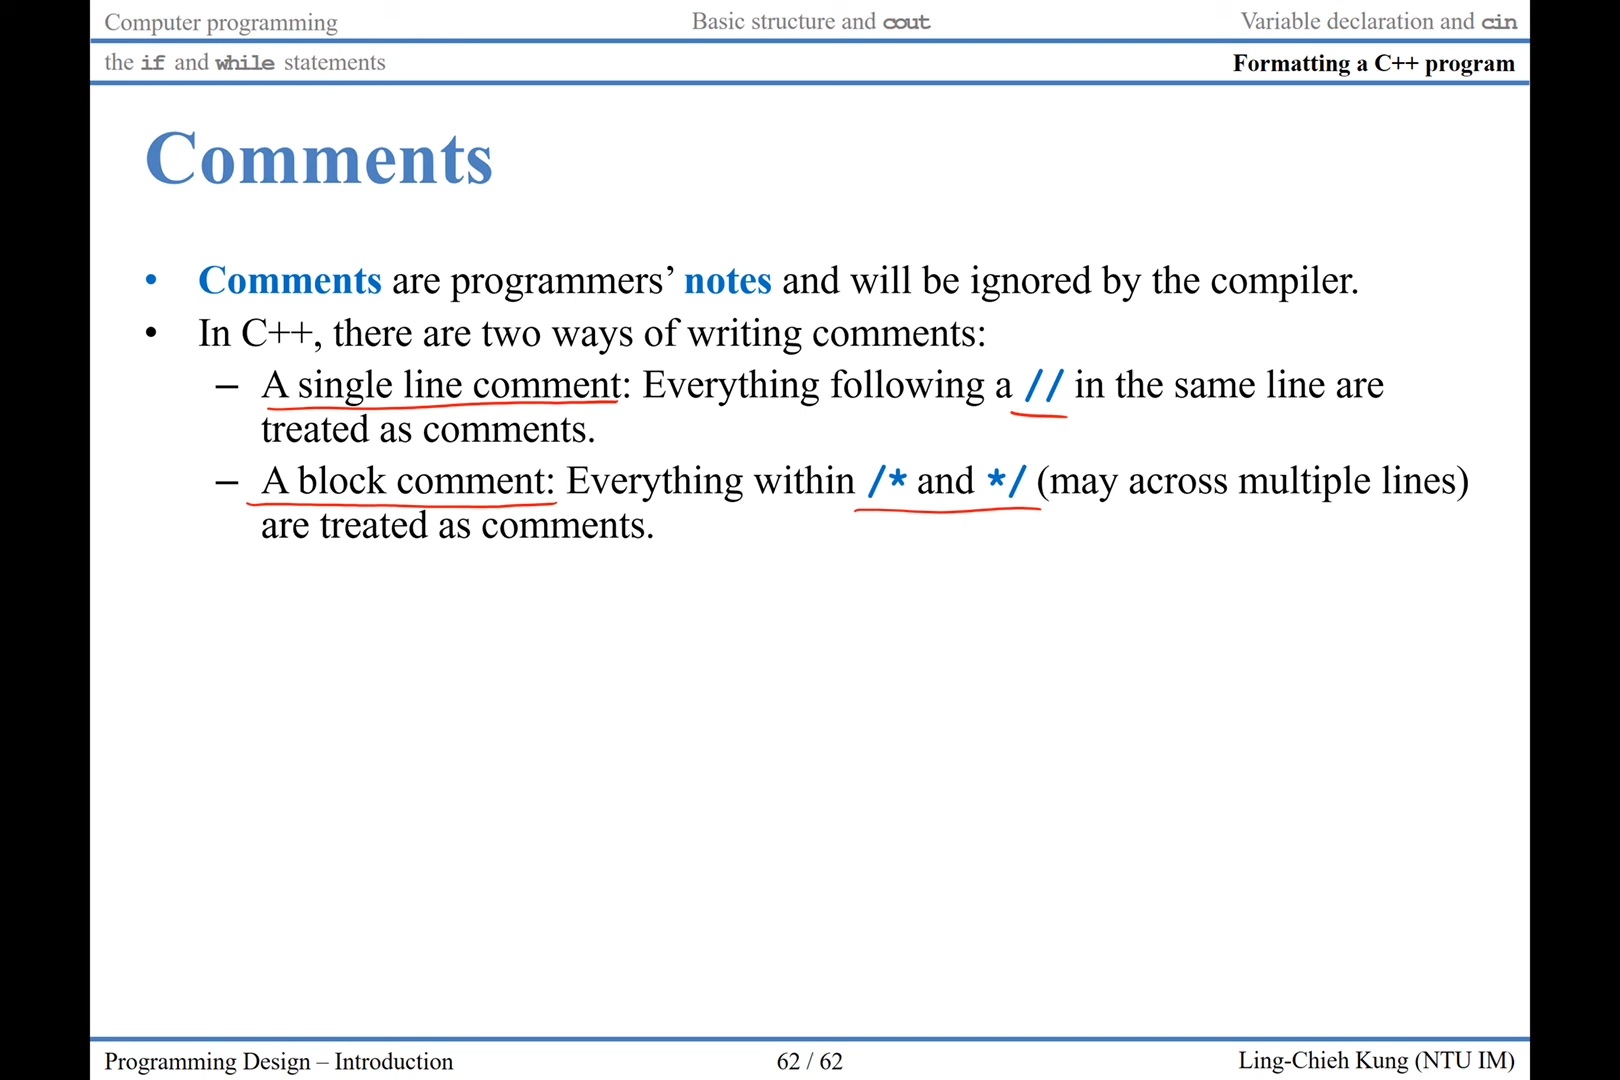 Computer programming
Basic structure and cout
Variable declaration and cin
the if and while statements
Formatting a C++ program
Comments
• Comments are programmers’ notes and will be ignored by the compiler.
• In C++, there are two ways of writing comments:
– A single line comment: Everything following a // in the same line are
treated as comments.
– A block comment: Everything within /* and */ (may across multiple lines)
are treated as comments.
Programming Design – Introduction
62 / 62
Ling-Chieh Kung (NTU IM)